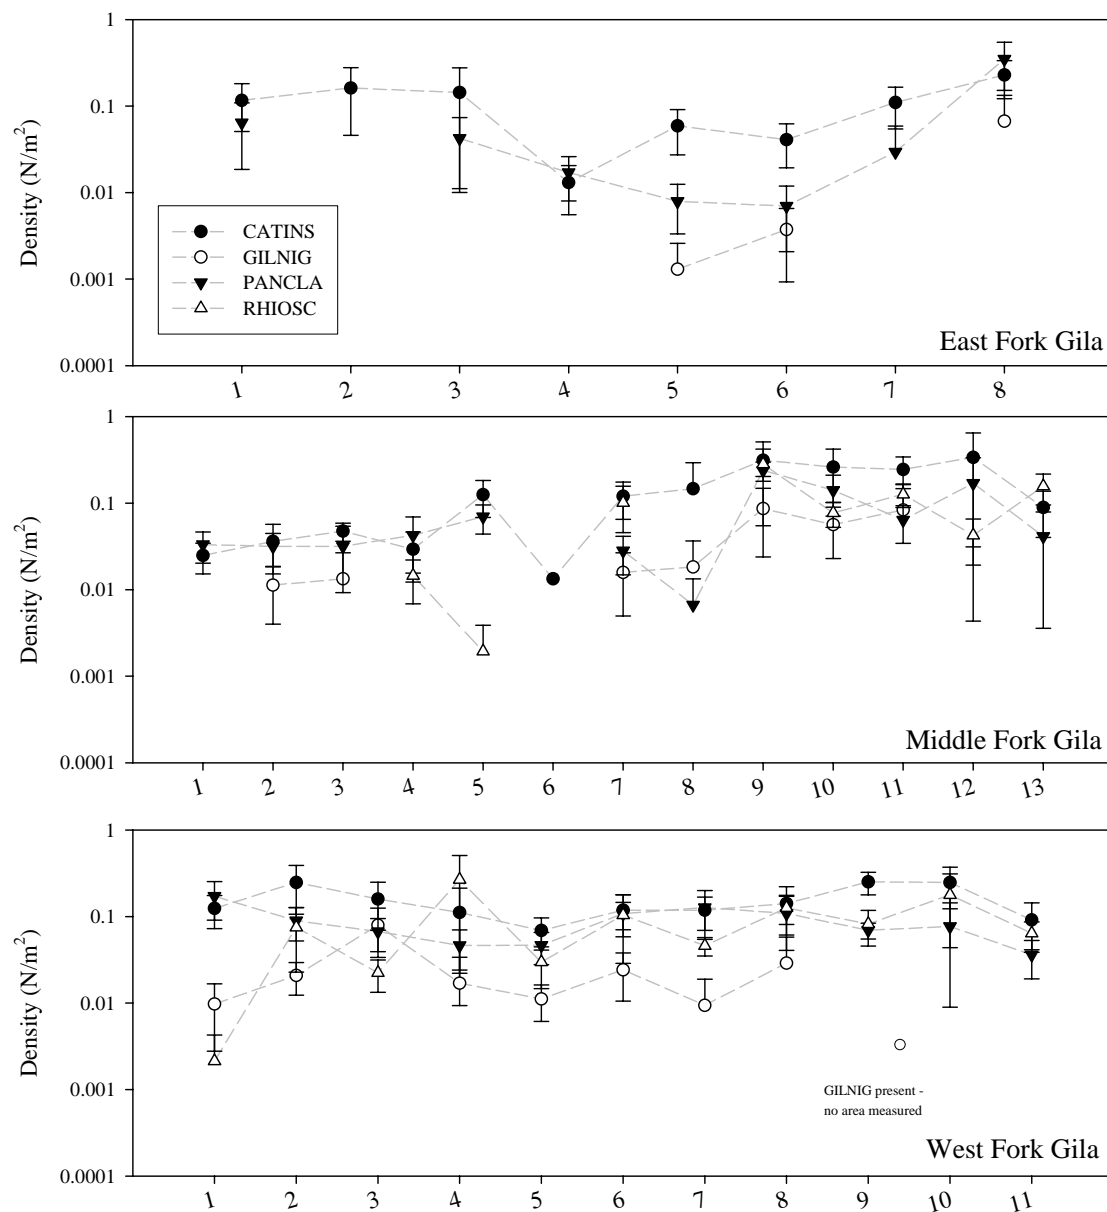 1
0.1
0.01
0.001
0.0001
Density (N/m²)
CATINS
GILNIG
PANCLA
RHIOSC
East Fork Gila
1 2 3 4 5 6 7 8
1
0.1
0.01
0.001
0.0001
Density (N/m²)
Middle Fork Gila
1 2 3 4 5 6 7 8 9 10 11 12 13
1
0.1
0.01
0.001
0.0001
Density (N/m²)
GILNIG present -
no area measured
West Fork Gila
1 2 3 4 5 6 7 8 9 10 11